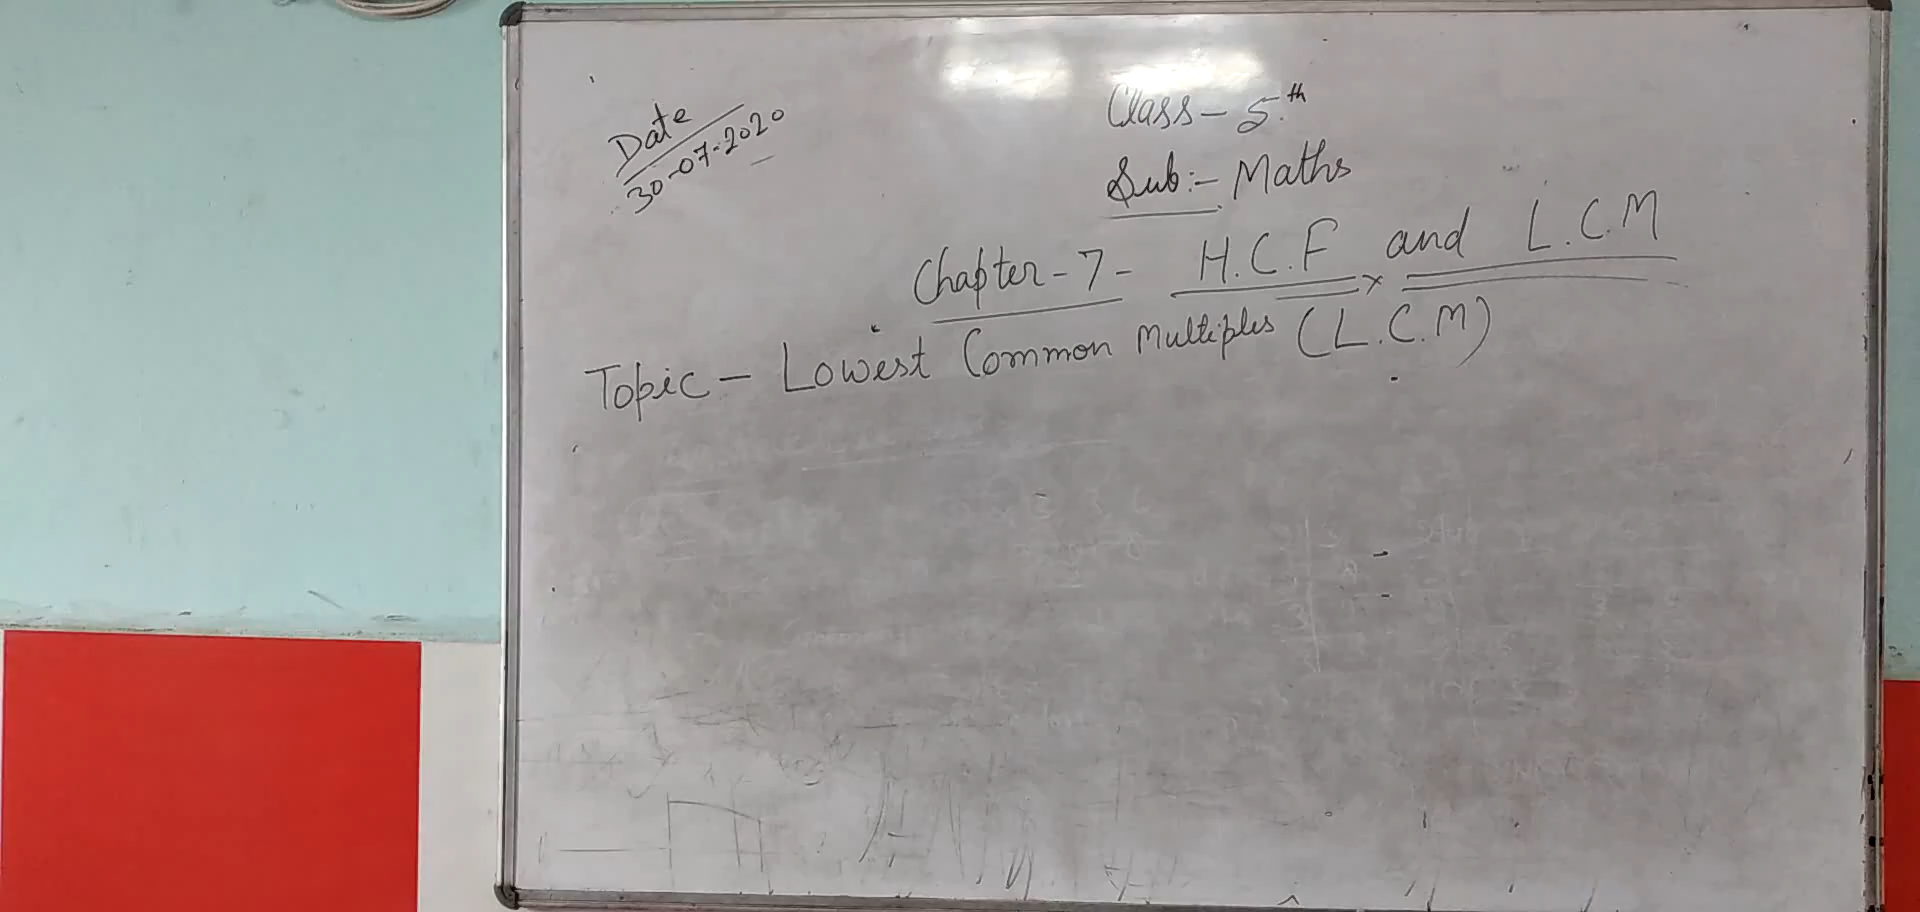 Date
30-07-2020
Class - 5th
Sub:- Maths
Chapter-7- H.C.F and L.C.M
Topic - Lowest Common Multiples (L.C.M)